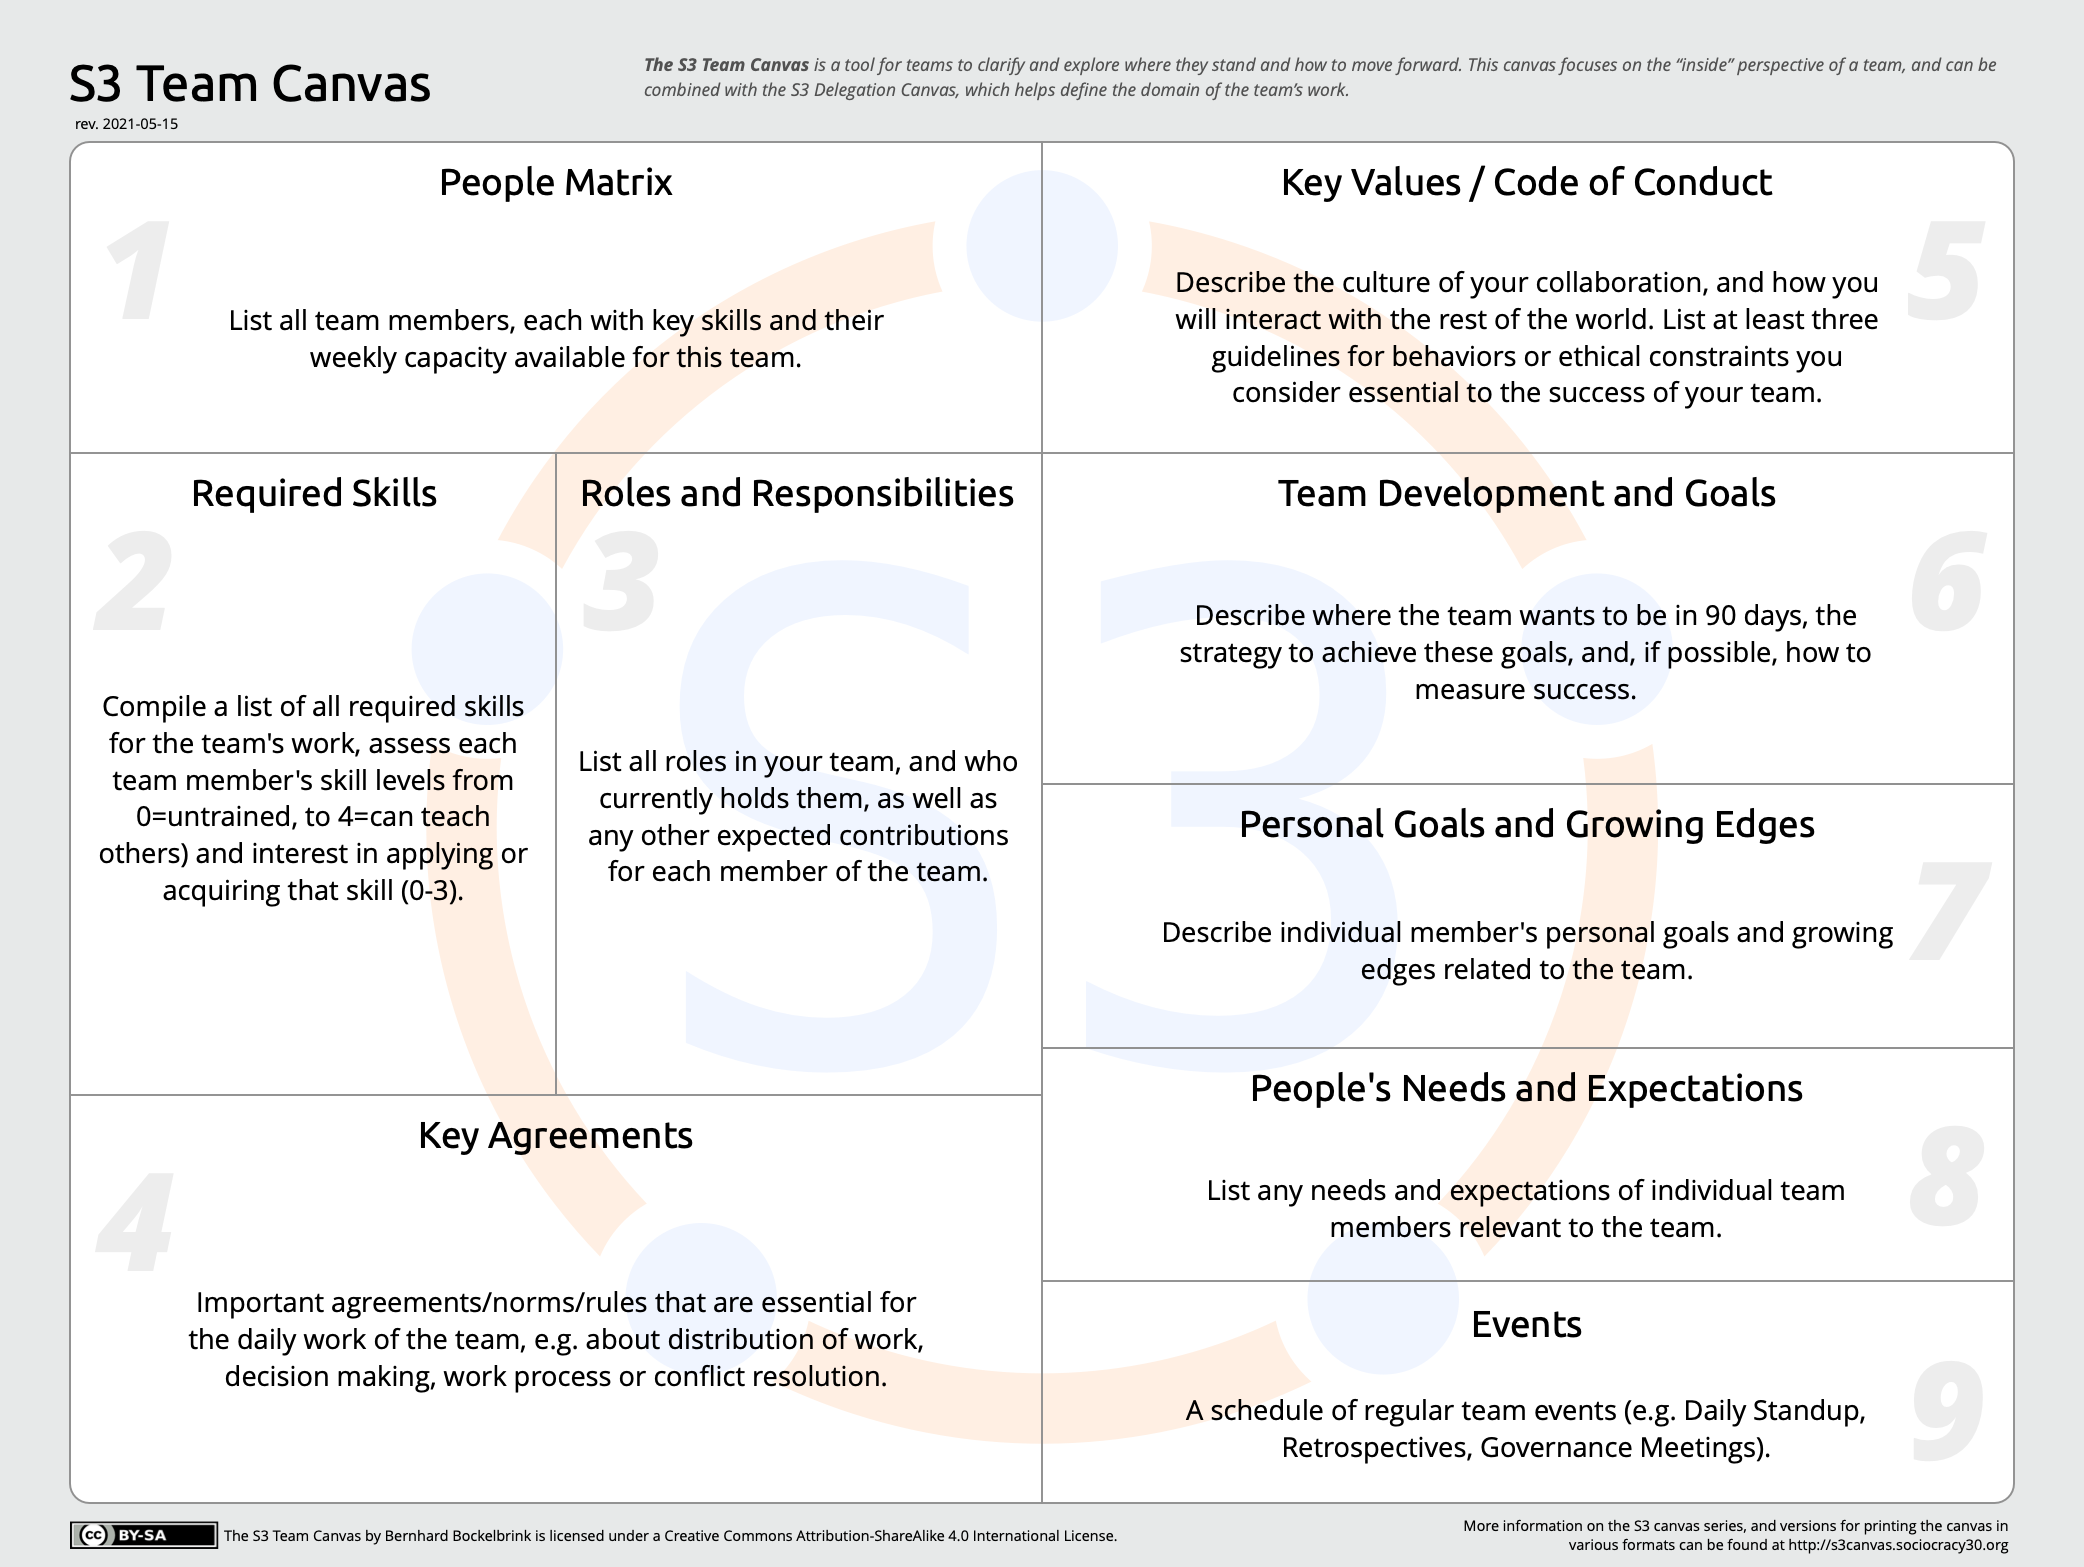 S3 Team Canvas
rev. 2021-05-15
The S3 Team Canvas is a tool for teams to clarify and explore where they stand and how to move forward. This canvas focuses on the “inside” perspective of a team, and can be
combined with the S3 Delegation Canvas, which helps define the domain of the team’s work.
People Matrix
1
List all team members, each with key skills and their
weekly capacity available for this team.
Required Skills
2
Compile a list of all required skills
for the team's work, assess each
team member's skill levels from
0=untrained, to 4=can teach
others) and interest in applying or
acquiring that skill (0-3).
Roles and Responsibilities
3
List all roles in your team, and who
currently holds them, as well as
any other expected contributions
for each member of the team.
Key Agreements
4
Important agreements/norms/rules that are essential for
the daily work of the team, e.g. about distribution of work,
decision making, work process or conflict resolution.
Key Values / Code of Conduct
5
Describe the culture of your collaboration, and how you
will interact with the rest of the world. List at least three
guidelines for behaviors or ethical constraints you
consider essential to the success of your team.
Team Development and Goals
6
Describe where the team wants to be in 90 days, the
strategy to achieve these goals, and, if possible, how to
measure success.
Personal Goals and Growing Edges
7
Describe individual member's personal goals and growing
edges related to the team.
People's Needs and Expectations
8
List any needs and expectations of individual team
members relevant to the team.
Events
9
A schedule of regular team events (e.g. Daily Standup,
Retrospectives, Governance Meetings).
S3
cc BY-SA
The S3 Team Canvas by Bernhard Bockelbrink is licensed under a Creative Commons Attribution-ShareAlike 4.0 International License.
More information on the S3 canvas series, and versions for printing the canvas in
various formats can be found at http://s3canvas.sociocracy30.org